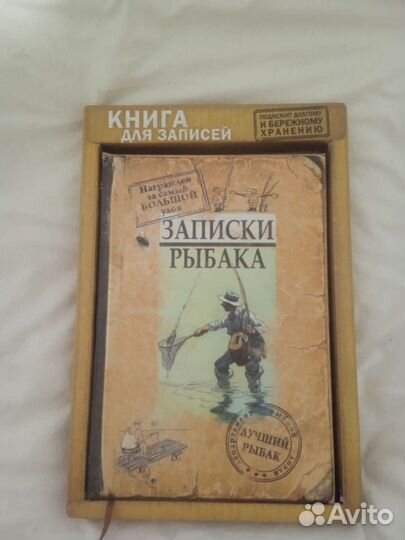 КНИГА
ДЛЯ ЗАПИСЕЙ
ПОДЛЕЖИТ ДОЛГОМУ
И БЕРЕЖНОМУ
ХРАНЕНИЮ
Награжден
за самый
БОЛЬШОЙ
улов
ЗАПИСКИ
РЫБАКА
ЛУЧШИЙ
РЫБАК
Avito